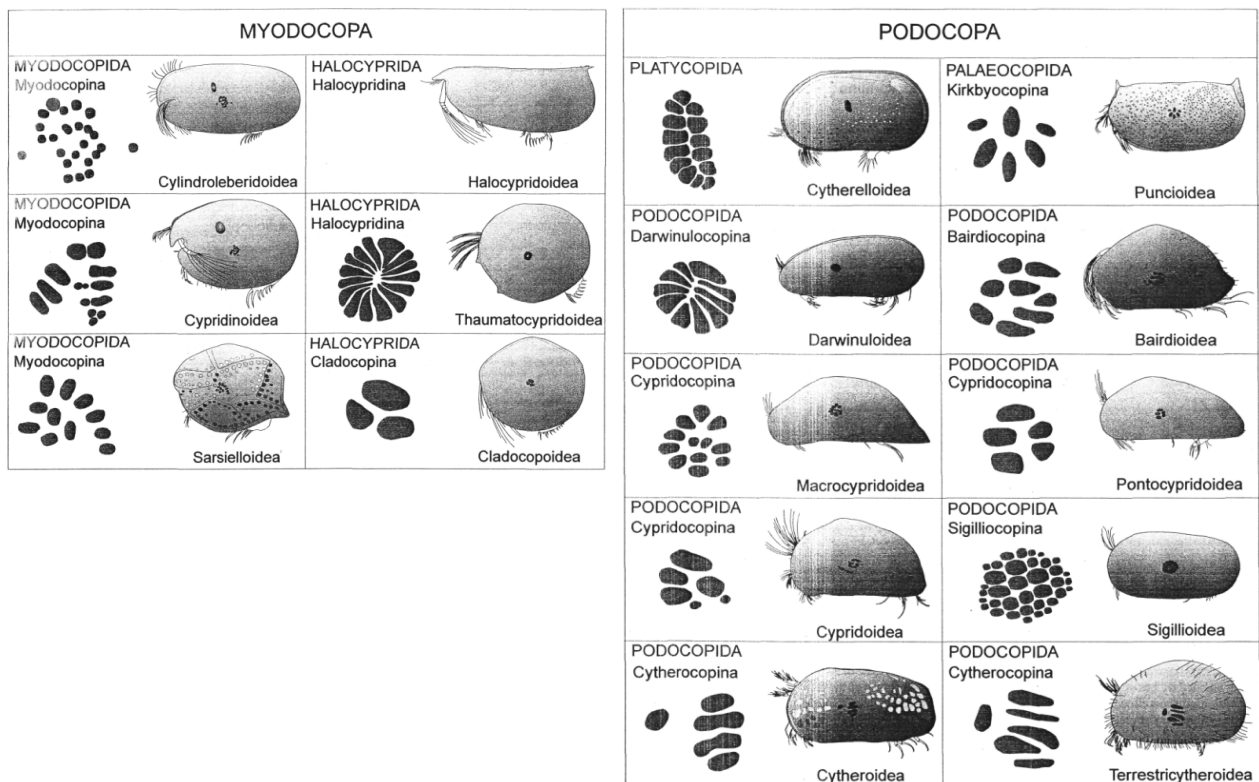 MYODOCOPA
MYODOCOPIDA
Myodocopina
Cylindroleberidoidea
HALOCYPRIDA
Halocypridina
Halocypridoidea
MYODOCOPIDA
Myodocopina
Cypridinoidea
HALOCYPRIDA
Halocypridina
Thaumatocypridoidea
MYODOCOPIDA
Myodocopina
Sarsielloidea
HALOCYPRIDA
Cladocopina
Cladocopoidea
PODOCOPA
PLATYCOPIDA
Cytherelloidea
PALAEOCOPIDA
Kirkbyocopina
Puncioidea
PODOCOPIDA
Darwinulocopina
Darwinuloidea
PODOCOPIDA
Bairdiocopina
Bairdioidea
PODOCOPIDA
Cypridocopina
Macrocypridoidea
PODOCOPIDA
Cypridocopina
Pontocypridoidea
PODOCOPIDA
Cypridocopina
Cypridoidea
PODOCOPIDA
Sigilliocopina
Sigillioidea
PODOCOPIDA
Cytherocopina
Cytheroidea
PODOCOPIDA
Cytherocopina
Terrestricytheroidea